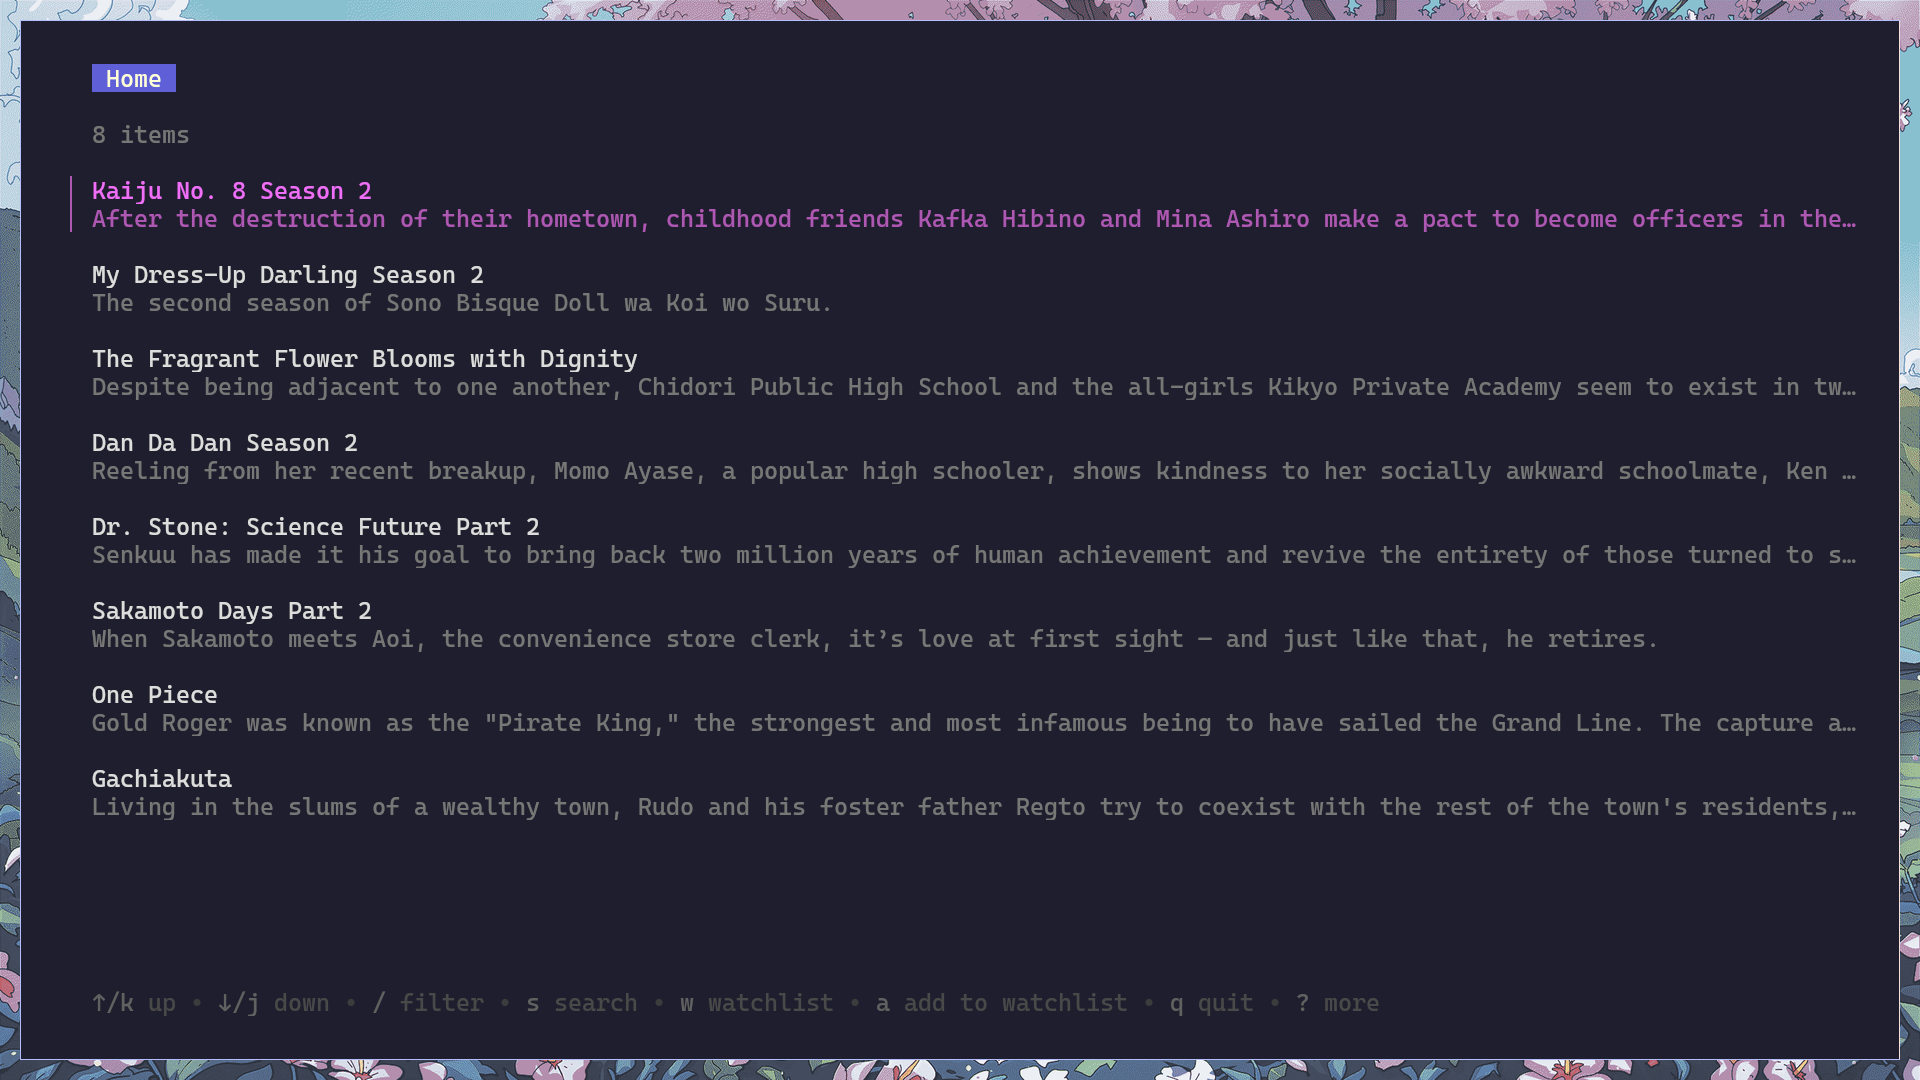 Home
8 items
Kaiju No. 8 Season 2
After the destruction of their hometown, childhood friends Kafka Hibino and Mina Ashiro make a pact to become officers in the…
My Dress-Up Darling Season 2
The second season of Sono Bisque Doll wa Koi wo Suru.
The Fragrant Flower Blooms with Dignity
Despite being adjacent to one another, Chidori Public High School and the all-girls Kikyo Private Academy seem to exist in tw…
Dan Da Dan Season 2
Reeling from her recent breakup, Momo Ayase, a popular high schooler, shows kindness to her socially awkward schoolmate, Ken …
Dr. Stone: Science Future Part 2
Senkuu has made it his goal to bring back two million years of human achievement and revive the entirety of those turned to s…
Sakamoto Days Part 2
When Sakamoto meets Aoi, the convenience store clerk, it’s love at first sight — and just like that, he retires.
One Piece
Gold Roger was known as the "Pirate King," the strongest and most infamous being to have sailed the Grand Line. The capture a…
Gachiakuta
Living in the slums of a wealthy town, Rudo and his foster father Regto try to coexist with the rest of the town's residents,…
↑/k up • ↓/j down • / filter • s search • w watchlist • a add to watchlist • q quit • ? more